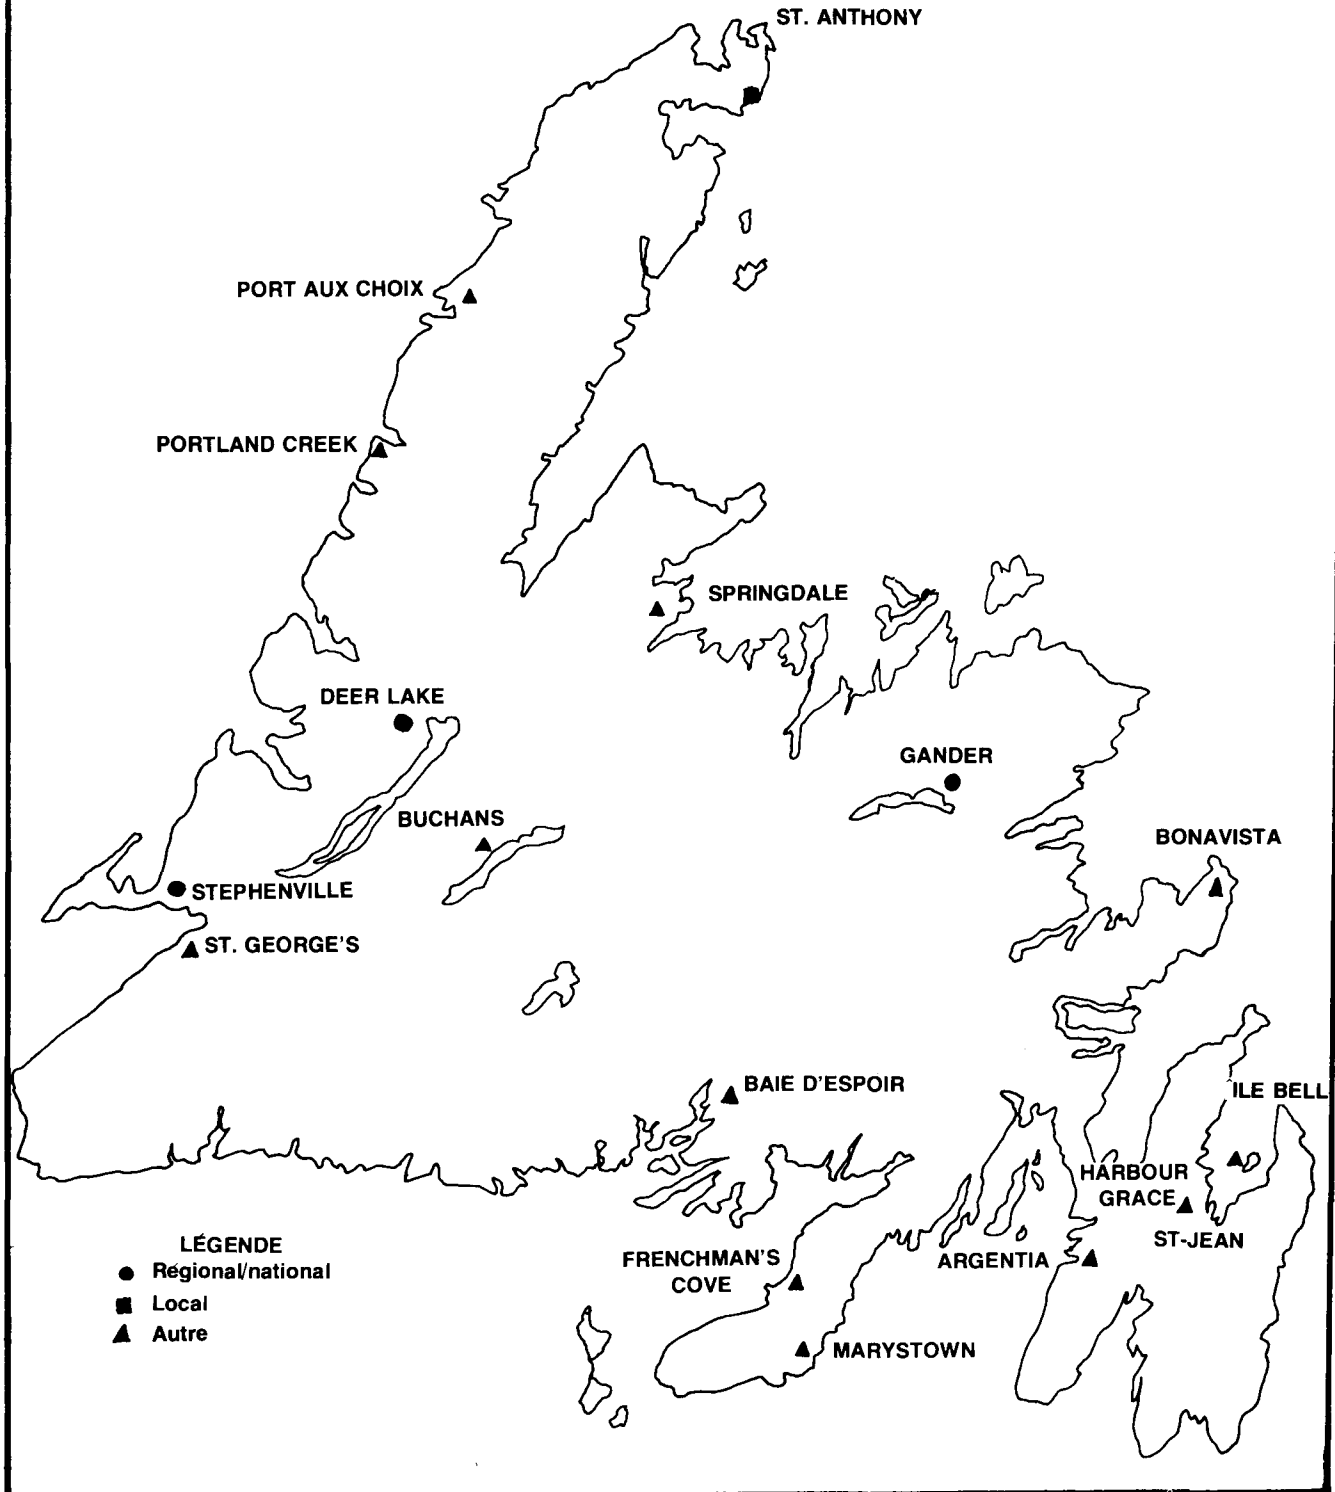 ST. ANTHONY
PORT AUX CHOIX
PORTLAND CREEK
SPRINGDALE
DEER LAKE
GANDER
BUCHANS
BONAVISTA
STEPHENVILLE
ST. GEORGE'S
BAIE D'ESPOIR
ÎLE BELL
HARBOUR
GRACE
ST-JEAN
FRENCHMAN'S
COVE
ARGENTIA
MARYSTOWN
LÉGENDE
Régional/national
Local
Autre